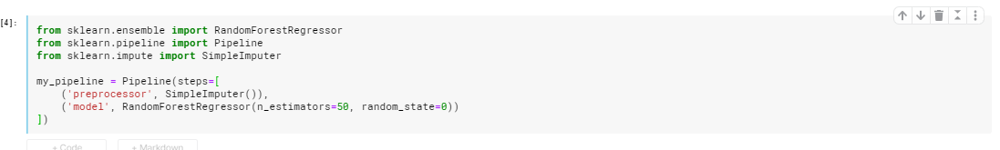 [4]:
from sklearn.ensemble import RandomForestRegressor
from sklearn.pipeline import Pipeline
from sklearn.impute import SimpleImputer

my_pipeline = Pipeline(steps=[
    ('preprocessor', SimpleImputer()),
    ('model', RandomForestRegressor(n_estimators=50, random_state=0))
])
+ Code
+ Markdown